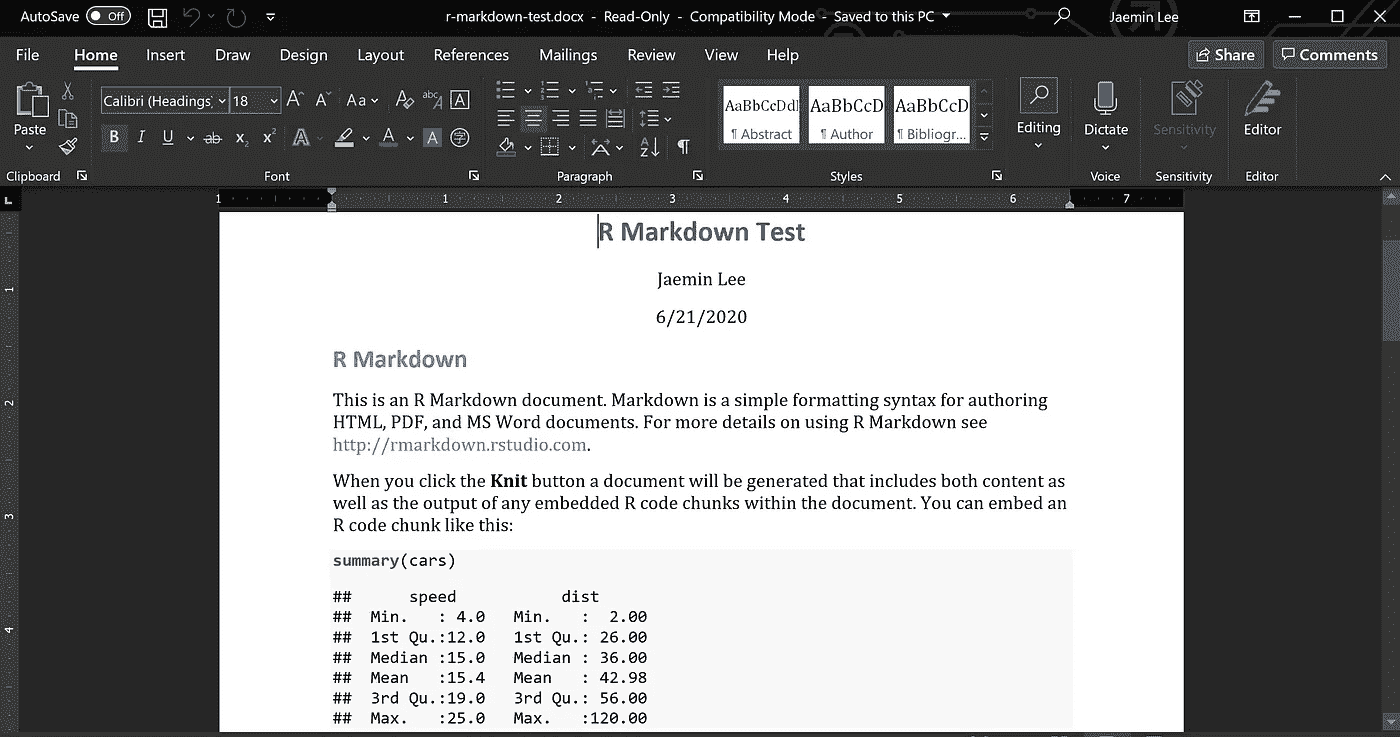 AutoSave Off r-markdown-test.docx - Read-Only - Compatibility Mode - Saved to this PC Jaemin Lee
File Home Insert Draw Design Layout References Mailings Review View Help Share Comments
Paste
Calibri (Headings) 18
Aa
abc A
B I U ab x₂ x² A A A 字
AaBbCcDdI AaBbCcD AaBbCcD
¶ Abstract ¶ Author ¶ Bibliogr...
Editing Dictate Sensitivity Editor
Clipboard Font Paragraph Styles Voice Sensitivity Editor
1 1 2 3 4 5 6 7
R Markdown Test
Jaemin Lee
6/21/2020
R Markdown
This is an R Markdown document. Markdown is a simple formatting syntax for authoring
HTML, PDF, and MS Word documents. For more details on using R Markdown see
http://rmarkdown.rstudio.com.
When you click the Knit button a document will be generated that includes both content as
well as the output of any embedded R code chunks within the document. You can embed an
R code chunk like this:
summary(cars)
##      speed           dist
##  Min.   : 4.0   Min.   :  2.00
##  1st Qu.:12.0   1st Qu.: 26.00
##  Median :15.0   Median : 36.00
##  Mean   :15.4   Mean   : 42.98
##  3rd Qu.:19.0   3rd Qu.: 56.00
##  Max.   :25.0   Max.   :120.00
1
2
3
4